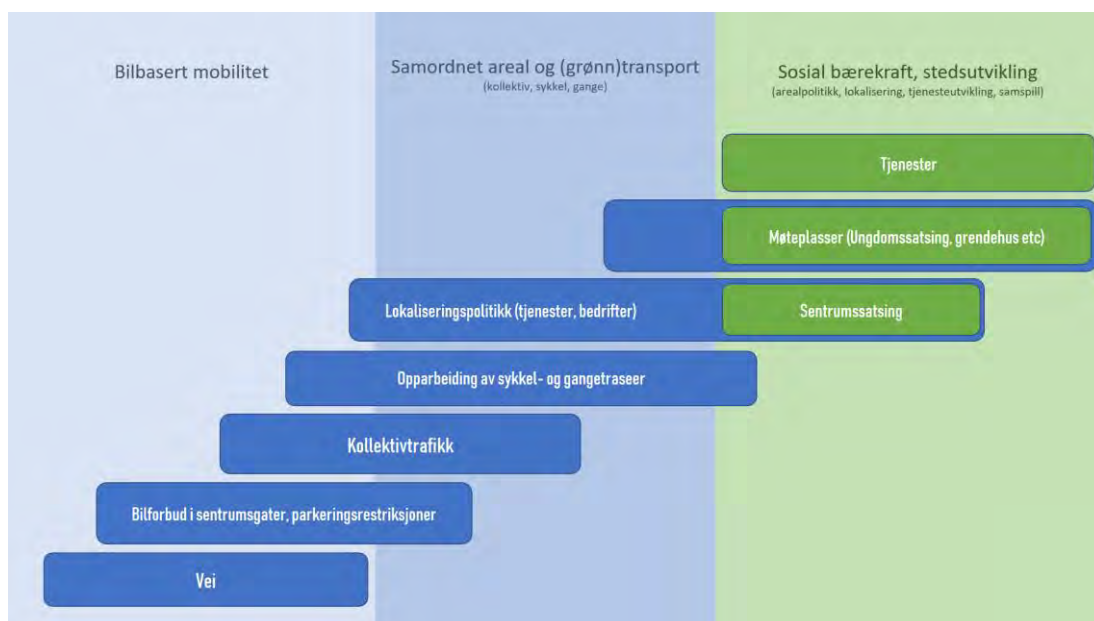 Bilbasert mobilitet
Samordnet areal og (grønn)transport
(kollektiv, sykkel, gange)
Sosial bærekraft, stedsutvikling
(arealpolitikk, lokalisering, tjenesteutvikling, samspill)
Tjenester
Møteplasser (Ungdomssatsing, grendehus etc)
Lokaliseringspolitikk (tjenester, bedrifter)
Sentrumssatsing
Opparbeiding av sykkel- og gangetraseer
Kollektivtrafikk
Bilforbud i sentrumsgater, parkeringsrestriksjoner
Vei